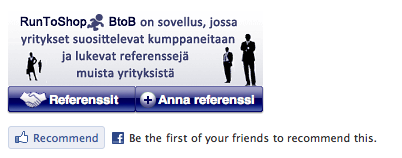 RunToShop BtoB on sovellus, jossa
yritykset suosittelevat kumppaneitaan
ja lukevat referenssejä
muista yrityksistä
Referenssit Anna referenssi
Recommend Be the first of your friends to recommend this.